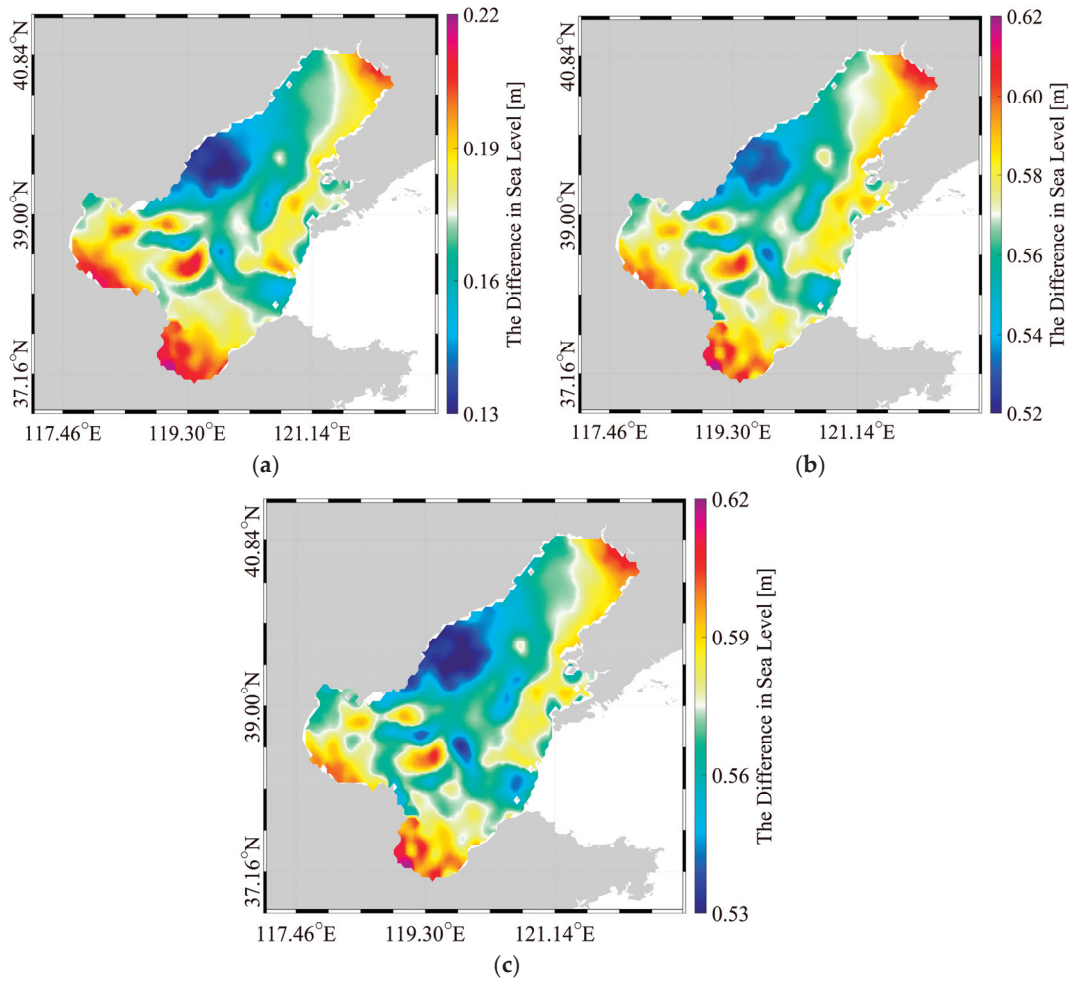 0.22
40.84°N
0.19
39.00°N
0.16
37.16°N
0.13
The Difference in Sea Level [m]
117.46°E 119.30°E 121.14°E
(a)
0.62
40.84°N
0.60
0.58
39.00°N
0.56
0.54
37.16°N
0.52
The Difference in Sea Level [m]
117.46°E 119.30°E 121.14°E
(b)
0.62
40.84°N
0.59
39.00°N
0.56
37.16°N
0.53
The Difference in Sea Level [m]
117.46°E 119.30°E 121.14°E
(c)